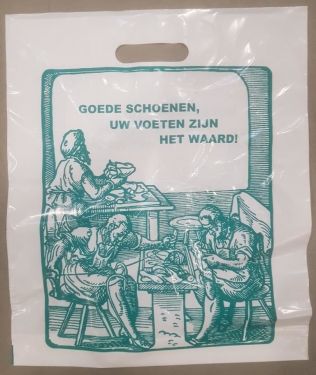 GOEDE SCHOENEN,
UW VOETEN ZIJN
HET WAARD!